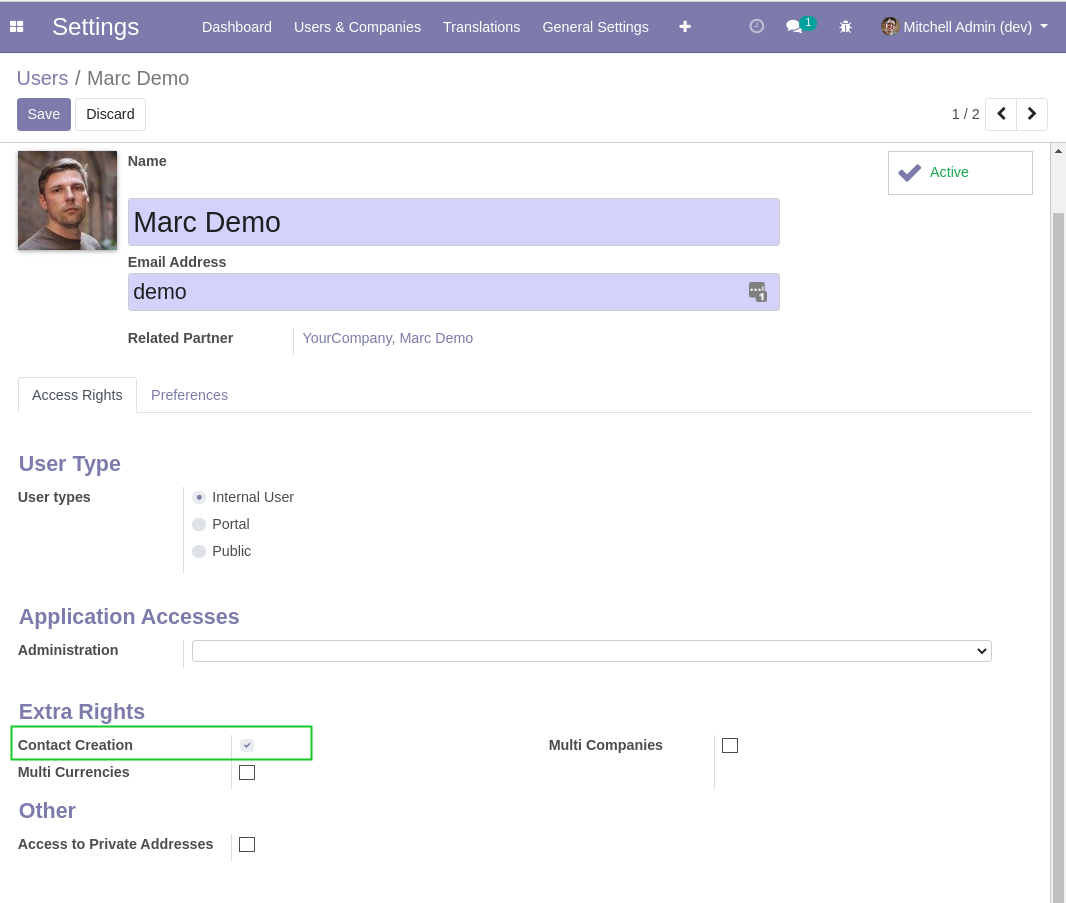 Settings Dashboard Users & Companies Translations General Settings 1 Mitchell Admin (dev)
Users / Marc Demo
Save Discard 1 / 2
Name
Active
Marc Demo
Email Address
demo 1
Related Partner YourCompany, Marc Demo
Access Rights Preferences
User Type
User types Internal User
Portal
Public
Application Accesses
Administration
Extra Rights
Contact Creation Multi Companies
Multi Currencies
Other
Access to Private Addresses